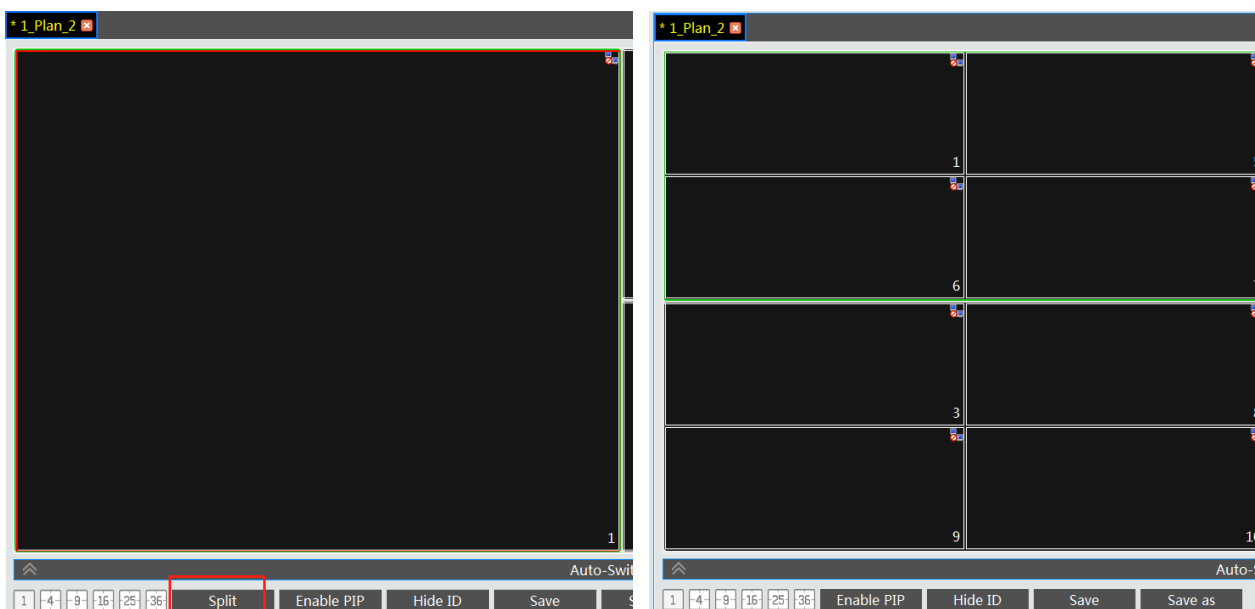 * 1_Plan_2
1
Auto-Swit
1 4 9 16 25 36 Split Enable PIP Hide ID Save
* 1_Plan_2
1
6
3
9
Auto-
1 4 9 16 25 36 Enable PIP Hide ID Save Save as